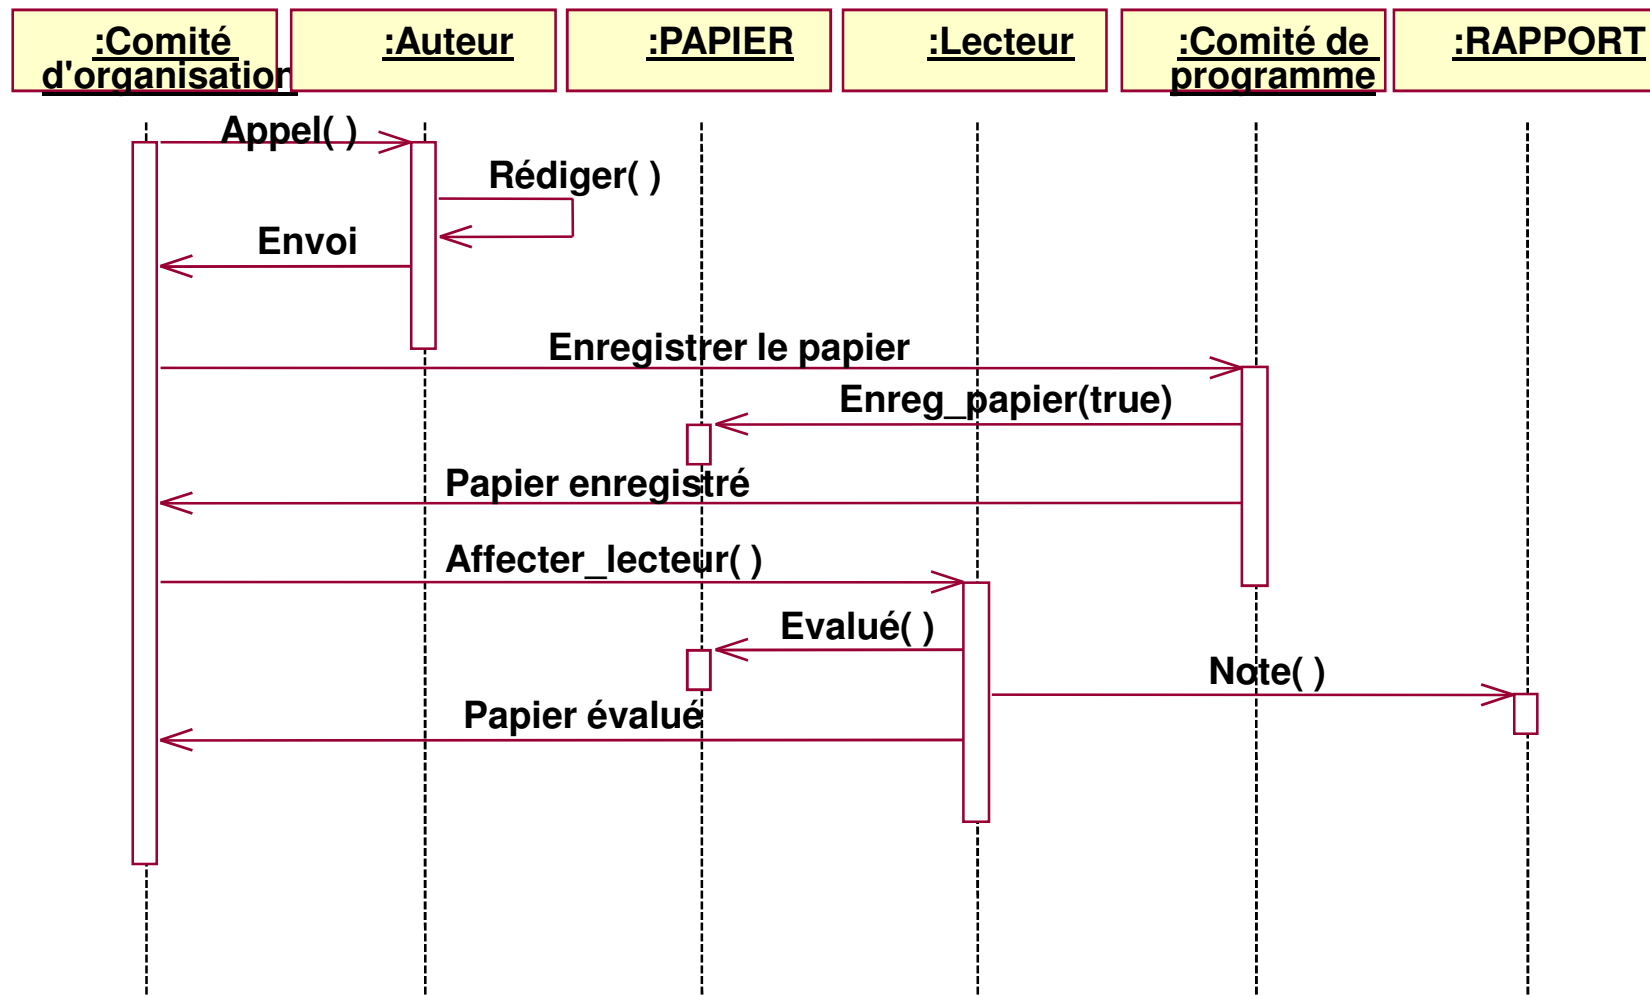 :Comité
d'organisation
:Auteur
:PAPIER
:Lecteur
:Comité de
programme
:RAPPORT
Appel( )
Rédiger( )
Envoi
Enregistrer le papier
Enreg_papier(true)
Papier enregistré
Affecter_lecteur( )
Evalué( )
Note( )
Papier évalué